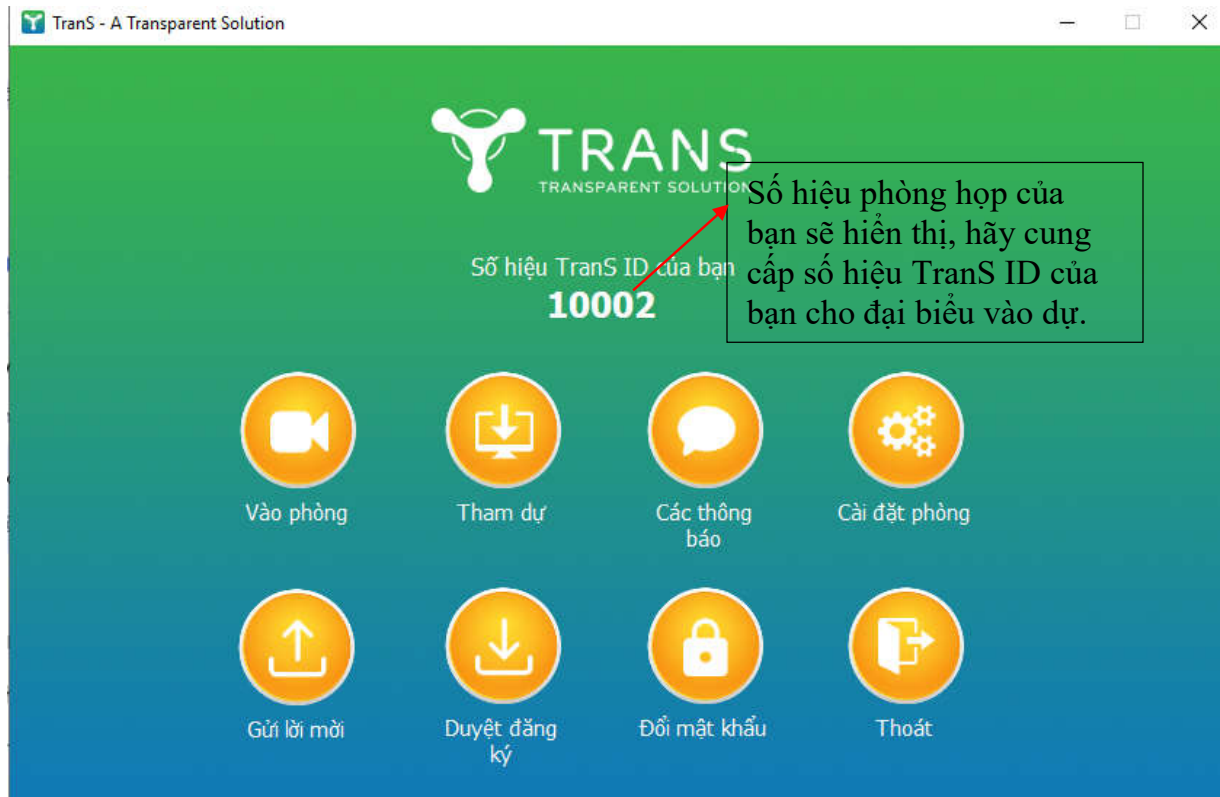 TranS - A Transparent Solution
TRANS
TRANSPARENT SOLUTION
Số hiệu phòng họp của
bạn sẽ hiển thị, hãy cung
cấp số hiệu TranS ID của
bạn cho đại biểu vào dự.
Số hiệu TranS ID của bạn
10002
Vào phòng
Tham dự
Các thông
báo
Cài đặt phòng
Gửi lời mời
Duyệt đăng
ký
Đổi mật khẩu
Thoát